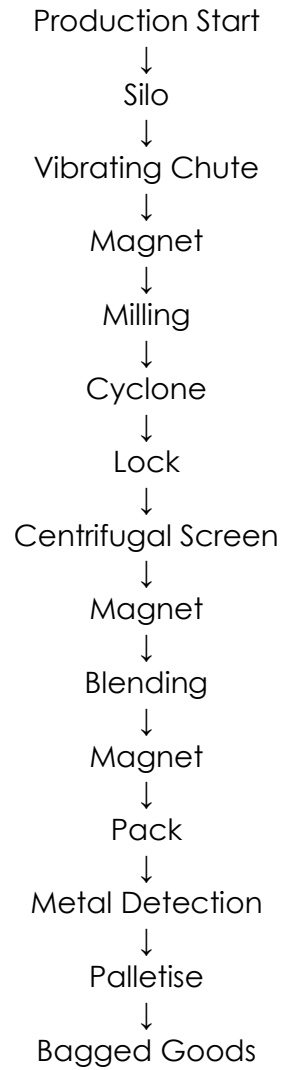 Production Start
↓
Silo
↓
Vibrating Chute
↓
Magnet
↓
Milling
↓
Cyclone
↓
Lock
↓
Centrifugal Screen
↓
Magnet
↓
Blending
↓
Magnet
↓
Pack
↓
Metal Detection
↓
Palletise
↓
Bagged Goods